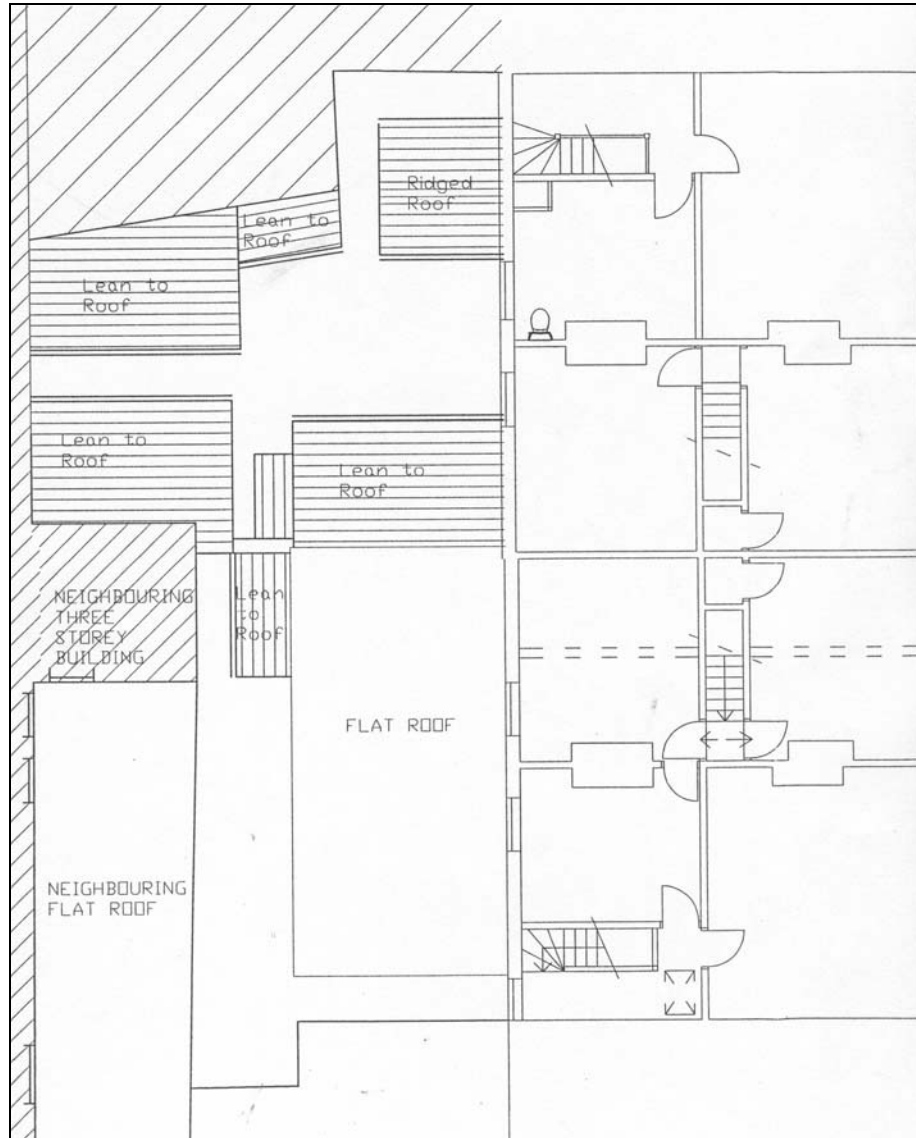 Ridged
Roof
Lean to
Roof
Lean to
Roof
Lean to
Roof
Lean to
Roof
Lean
to
Roof
NEIGHBOURING
THREE
STOREY
BUILDING
FLAT ROOF
NEIGHBOURING
FLAT ROOF